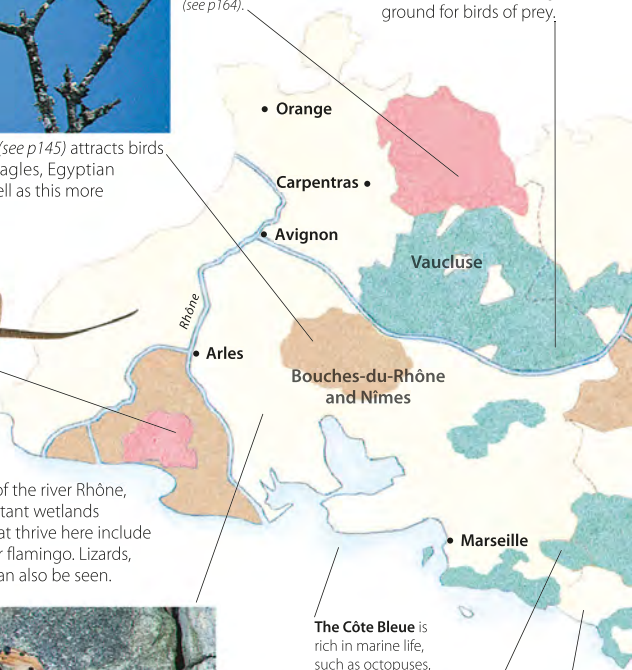 (see p164).
ground for birds of prey.
Orange
(see p145) attracts birds
agles, Egyptian
ell as this more
Carpentras
Avignon
Vaucluse
Rhône
Arles
Bouches-du-Rhône
and Nîmes
of the river Rhône,
tant wetlands
at thrive here include
r flamingo. Lizards,
an also be seen.
Marseille
The Côte Bleue is
rich in marine life,
such as octopuses,